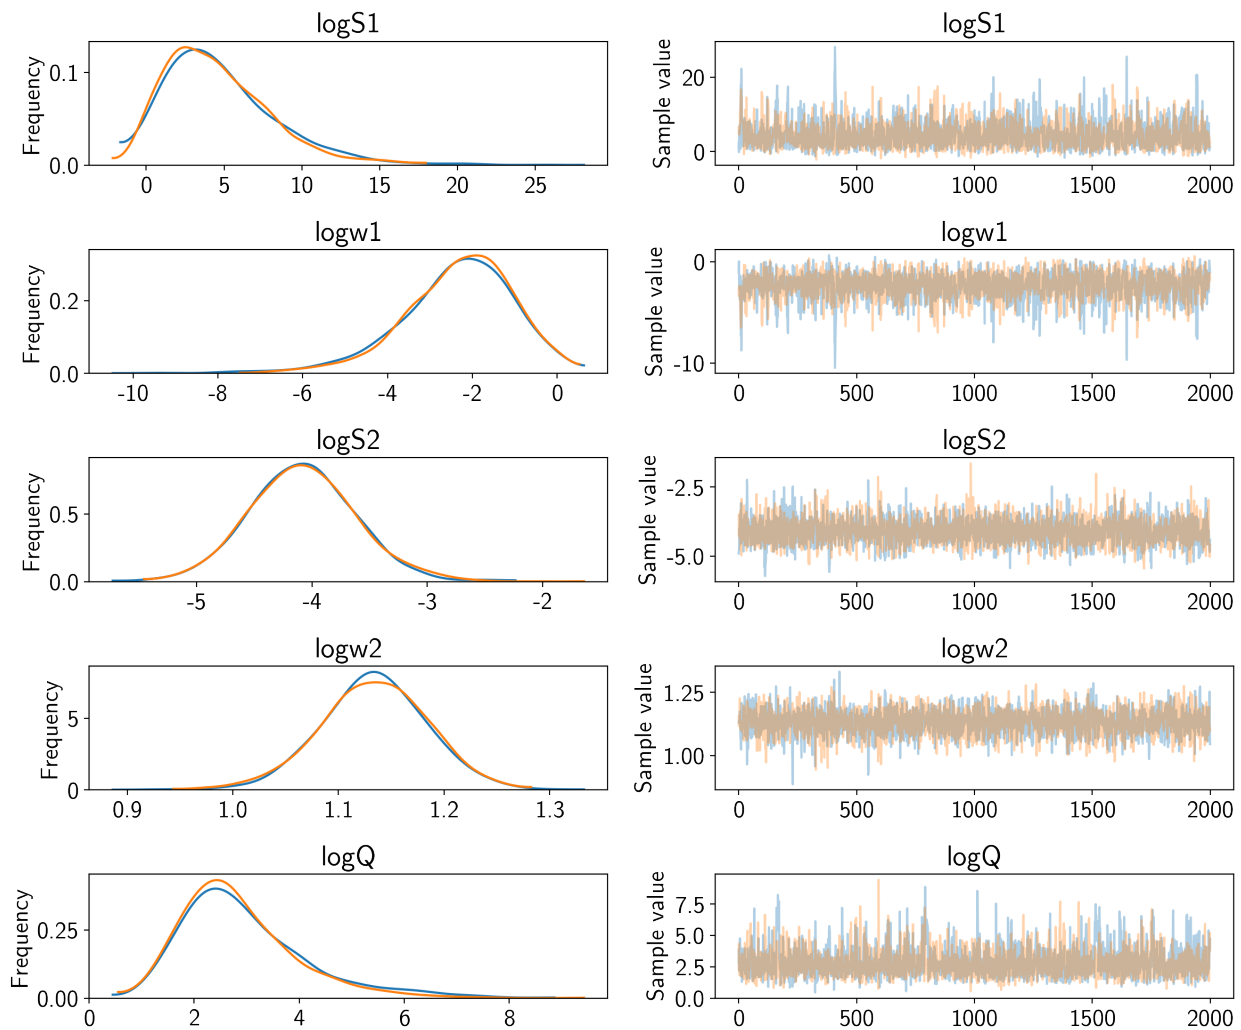 logS1
logS1
Frequency
0.1
0.0
0 5 10 15 20 25
Sample value
20
0
0 500 1000 1500 2000
logw1
logw1
Frequency
0.2
0.0
-10 -8 -6 -4 -2 0
Sample value
0
-10
0 500 1000 1500 2000
logS2
logS2
Frequency
0.5
0.0
-5 -4 -3 -2
Sample value
-2.5
-5.0
0 500 1000 1500 2000
logw2
logw2
Frequency
5
0
0.9 1.0 1.1 1.2 1.3
Sample value
1.25
1.00
0 500 1000 1500 2000
logQ
logQ
Frequency
0.25
0.00
0 2 4 6 8
Sample value
7.5
5.0
2.5
0.0
0 500 1000 1500 2000